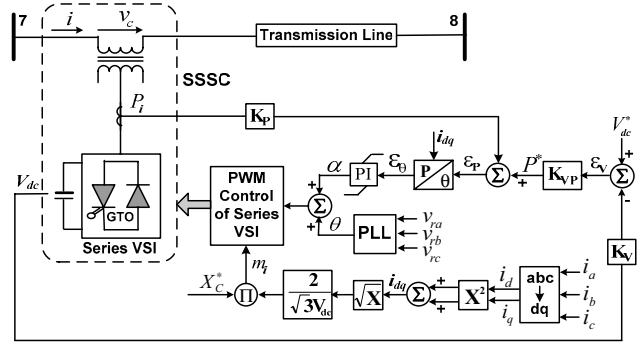 7
i
v_c
Transmission Line
8
SSSC
P_i
K_P
V*_dc
i_dq
V_dc
GTO
Series VSI
PWM
Control
of Series
VSI
α
PI
ε_θ
P
θ
ε_P
Σ
P*
K_VP
ε_V
Σ
+
+
-
+
Σ
+
θ
PLL
v_ra
v_rb
v_rc
K_V
m_i
X*_C
Π
2
√3V_dc
√X
i_dq
Σ
+
+
X²
i_d
i_q
abc
dq
i_a
i_b
i_c